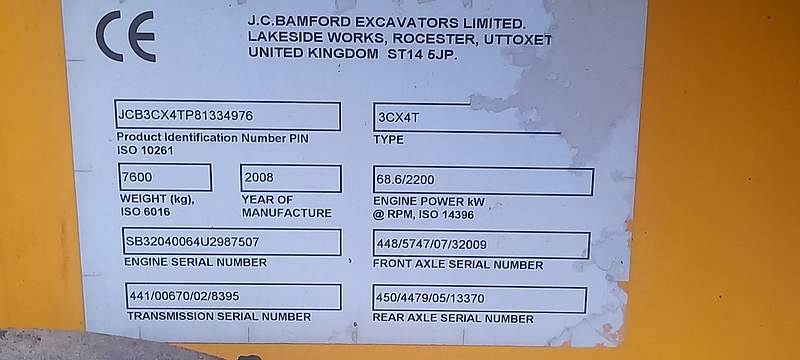 CE
J.C.BAMFORD EXCAVATORS LIMITED.
LAKESIDE WORKS, ROCESTER, UTTOXET
UNITED KINGDOM ST14 5JP.
JCB3CX4TP81334976
3CX4T
Product Identification Number PIN
ISO 10261
TYPE
7600
2008
68.6/2200
WEIGHT (kg),
ISO 6016
YEAR OF
MANUFACTURE
ENGINE POWER kW
@ RPM, ISO 14396
SB32040064U2987507
448/5747/07/32009
ENGINE SERIAL NUMBER
FRONT AXLE SERIAL NUMBER
441/00670/02/8395
450/4479/05/13370
TRANSMISSION SERIAL NUMBER
REAR AXLE SERIAL NUMBER